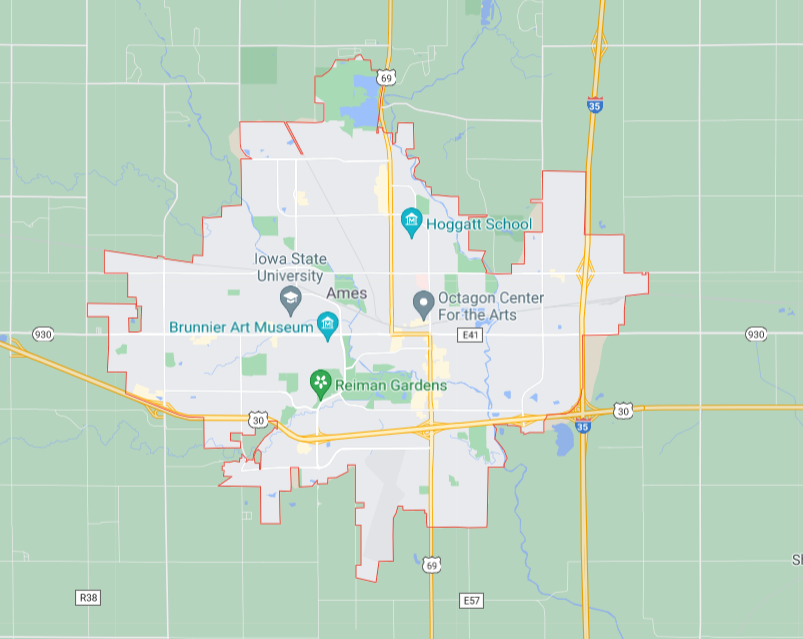 69
35
Hoggatt School
Iowa State
University
Ames
Octagon Center
For the Arts
Brunnier Art Museum
930
E41
930
Reiman Gardens
30
30
35
69
R38
E57